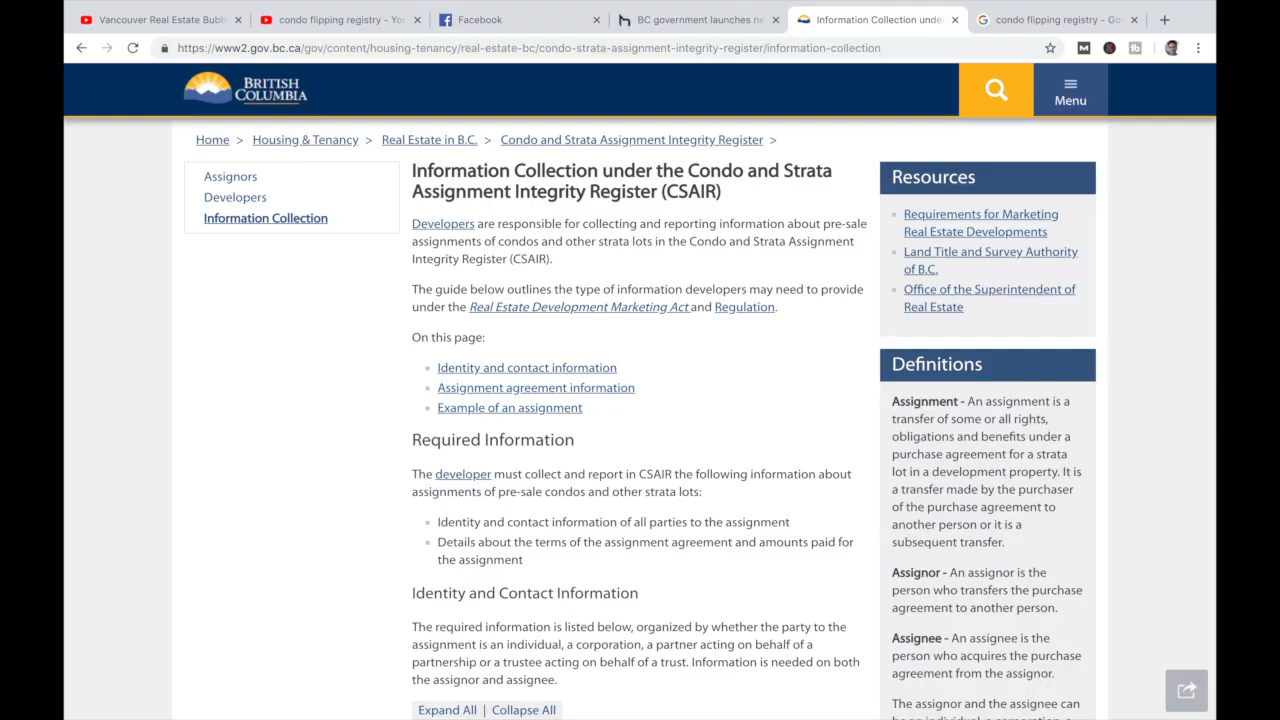 Vancouver Real Estate Bubb
condo flipping registry - You
Facebook
BC government launches ne
Information Collection unde
condo flipping registry - Go
https://www2.gov.bc.ca/gov/content/housing-tenancy/real-estate-bc/condo-strata-assignment-integrity-register/information-collection
BRITISH
COLUMBIA
Menu
Home > Housing & Tenancy > Real Estate in B.C. > Condo and Strata Assignment Integrity Register >
Assignors
Developers
Information Collection
Information Collection under the Condo and Strata
Assignment Integrity Register (CSAIR)
Developers are responsible for collecting and reporting information about pre-sale
assignments of condos and other strata lots in the Condo and Strata Assignment
Integrity Register (CSAIR).
The guide below outlines the type of information developers may need to provide
under the Real Estate Development Marketing Act and Regulation.
On this page:
Identity and contact information
Assignment agreement information
Example of an assignment
Required Information
The developer must collect and report in CSAIR the following information about
assignments of pre-sale condos and other strata lots:
Identity and contact information of all parties to the assignment
Details about the terms of the assignment agreement and amounts paid for
the assignment
Identity and Contact Information
The required information is listed below, organized by whether the party to the
assignment is an individual, a corporation, a partner acting on behalf of a
partnership or a trustee acting on behalf of a trust. Information is needed on both
the assignor and assignee.
Expand All | Collapse All
Resources
Requirements for Marketing
Real Estate Developments
Land Title and Survey Authority
of B.C.
Office of the Superintendent of
Real Estate
Definitions
Assignment - An assignment is a
transfer of some or all rights,
obligations and benefits under a
purchase agreement for a strata
lot in a development property. It is
a transfer made by the purchaser
of the purchase agreement to
another person or it is a
subsequent transfer.
Assignor - An assignor is the
person who transfers the purchase
agreement to another person.
Assignee - An assignee is the
person who acquires the purchase
agreement from the assignor.
The assignor and the assignee can